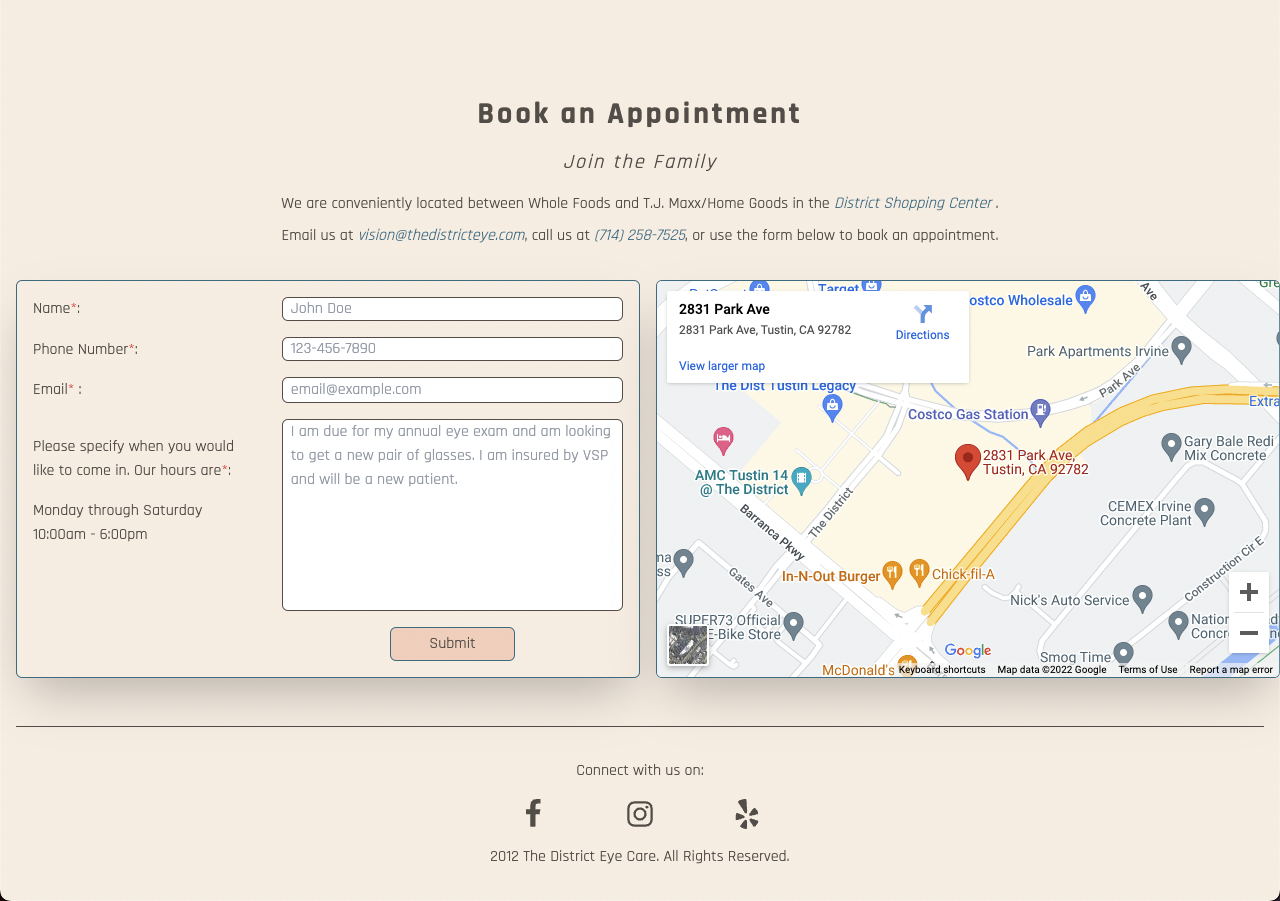 Book an Appointment
Join the Family
We are conveniently located between Whole Foods and T.J. Maxx/Home Goods in the District Shopping Center .
Email us at vision@thedistricteye.com, call us at (714) 258-7525, or use the form below to book an appointment.
Name*:
John Doe
Phone Number*:
123-456-7890
Email* :
email@example.com
Please specify when you would
like to come in. Our hours are*:
Monday through Saturday
10:00am - 6:00pm
I am due for my annual eye exam and am looking
to get a new pair of glasses. I am insured by VSP
and will be a new patient.
Submit
2831 Park Ave
2831 Park Ave, Tustin, CA 92782
Directions
View larger map
Target
ostco Wholesale
Ave
Park Apartments Irvine
Park Ave
The Dist Tustin Legacy
Costco Gas Station
Extra
2831 Park Ave,
Tustin, CA 92782
Gary Bale Redi
Mix Concrete
AMC Tustin 14
@ The District
The District
Barranca Pkwy
CEMEX Irvine
Concrete Plant
Construction Cir E
In-N-Out Burger
Chick-fil-A
Gates Ave
Nick's Auto Service
SUPER73 Official
E-Bike Store
Smog Time
McDonald's
Google
Keyboard shortcuts
Map data ©2022 Google
Terms of Use
Report a map error
Connect with us on:
2012 The District Eye Care. All Rights Reserved.